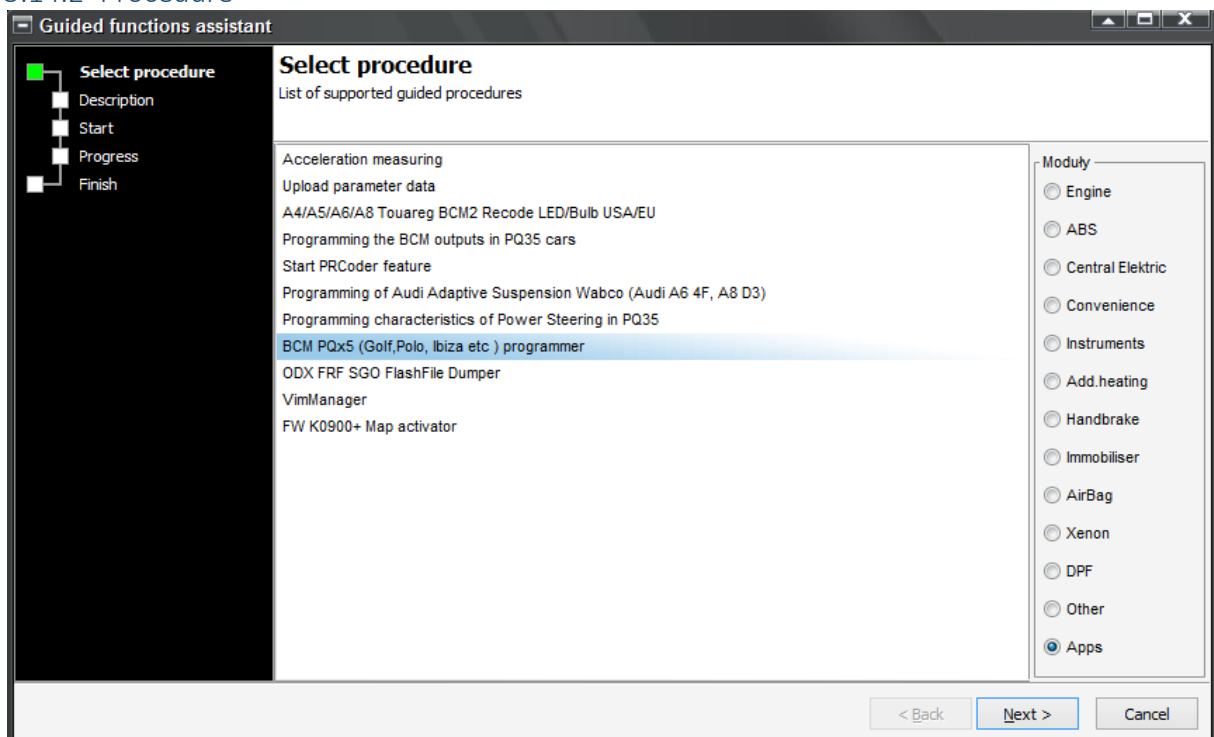 Guided functions assistant
Select procedure
Description
Start
Progress
Finish
Select procedure
List of supported guided procedures
Acceleration measuring
Upload parameter data
A4/A5/A6/A8 Touareg BCM2 Recode LED/Bulb USA/EU
Programming the BCM outputs in PQ35 cars
Start PRCoder feature
Programming of Audi Adaptive Suspension Wabco (Audi A6 4F, A8 D3)
Programming characteristics of Power Steering in PQ35
BCM PQx5 (Golf,Polo, Ibiza etc ) programmer
ODX FRF SGO FlashFile Dumper
VimManager
FW K0900+ Map activator
Moduły
Engine
ABS
Central Elektric
Convenience
Instruments
Add.heating
Handbrake
Immobiliser
AirBag
Xenon
DPF
Other
Apps
< Back
Next >
Cancel